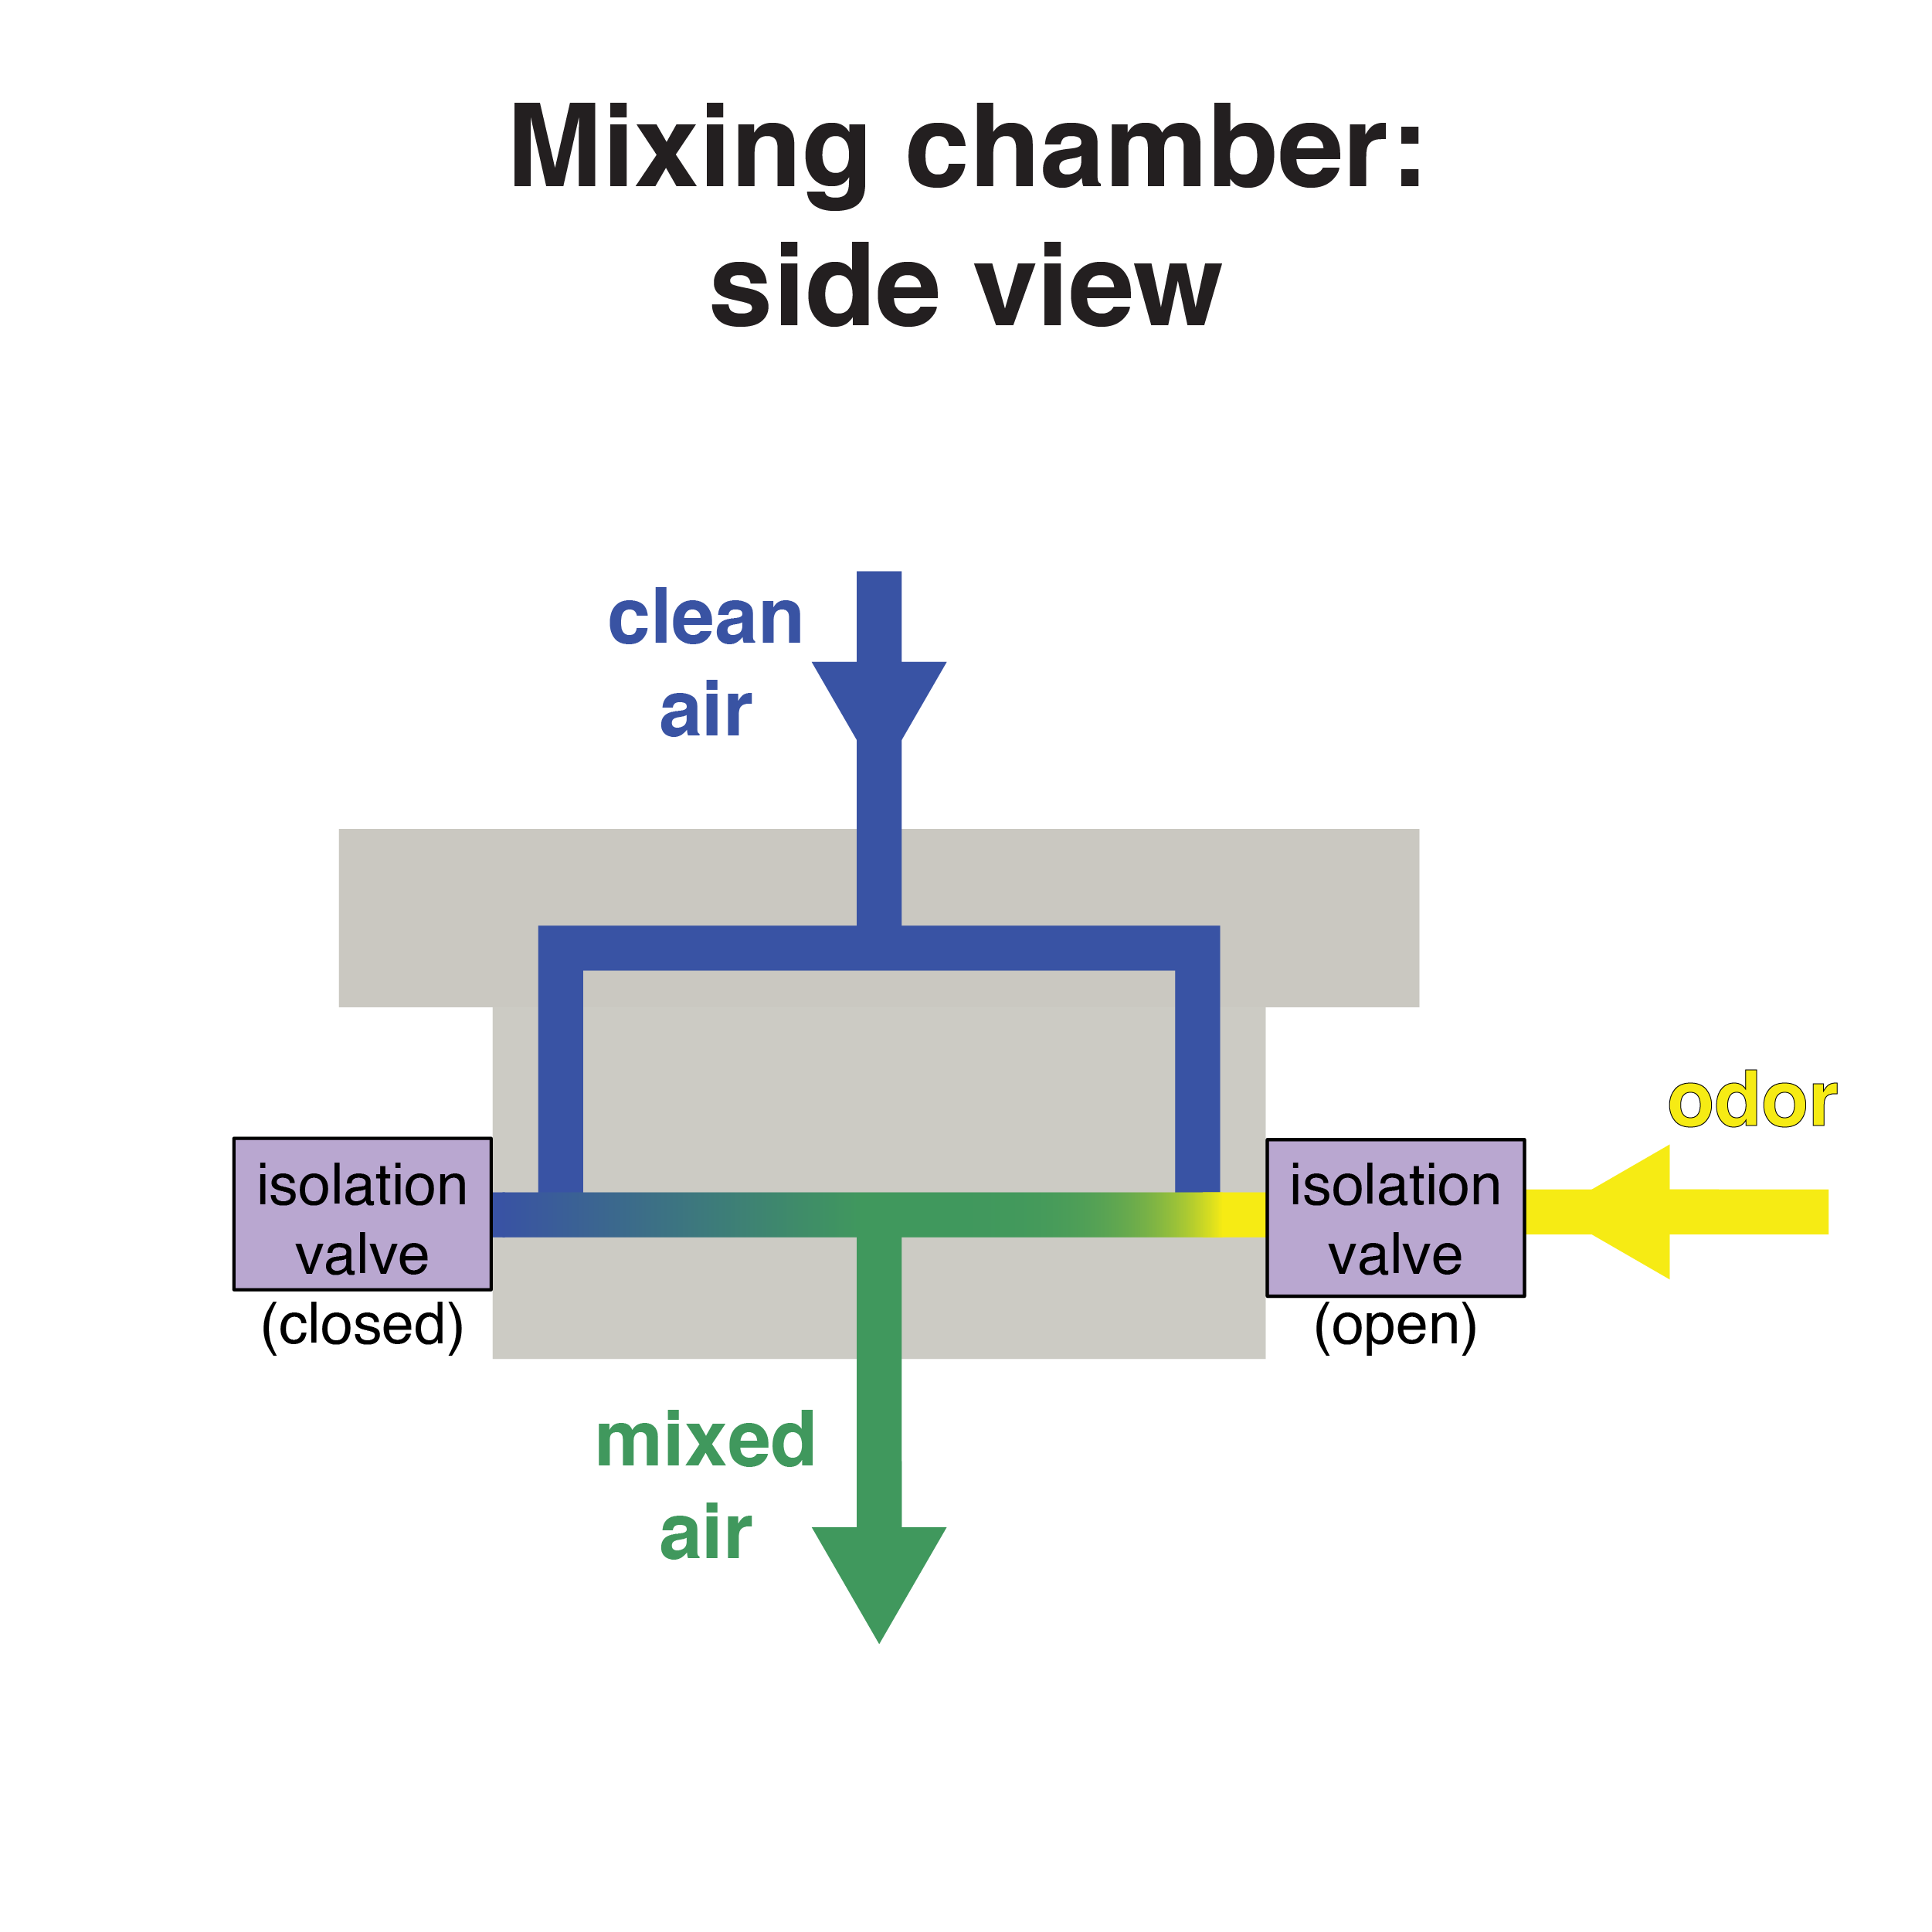 Mixing chamber:
side view
clean
air
odor
isolation
valve
(closed)
isolation
valve
(open)
mixed
air